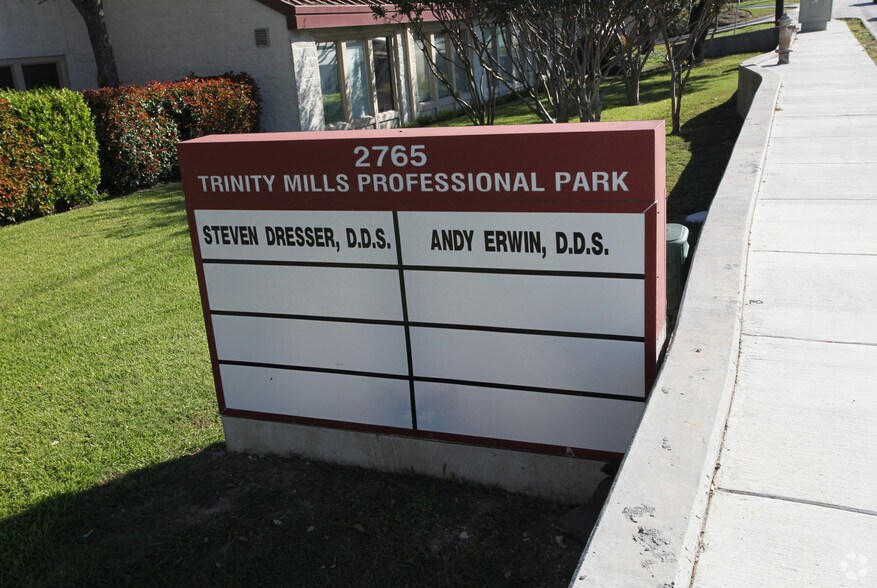 2765
TRINITY MILLS PROFESSIONAL PARK
STEVEN DRESSER, D.D.S.
ANDY ERWIN, D.D.S.